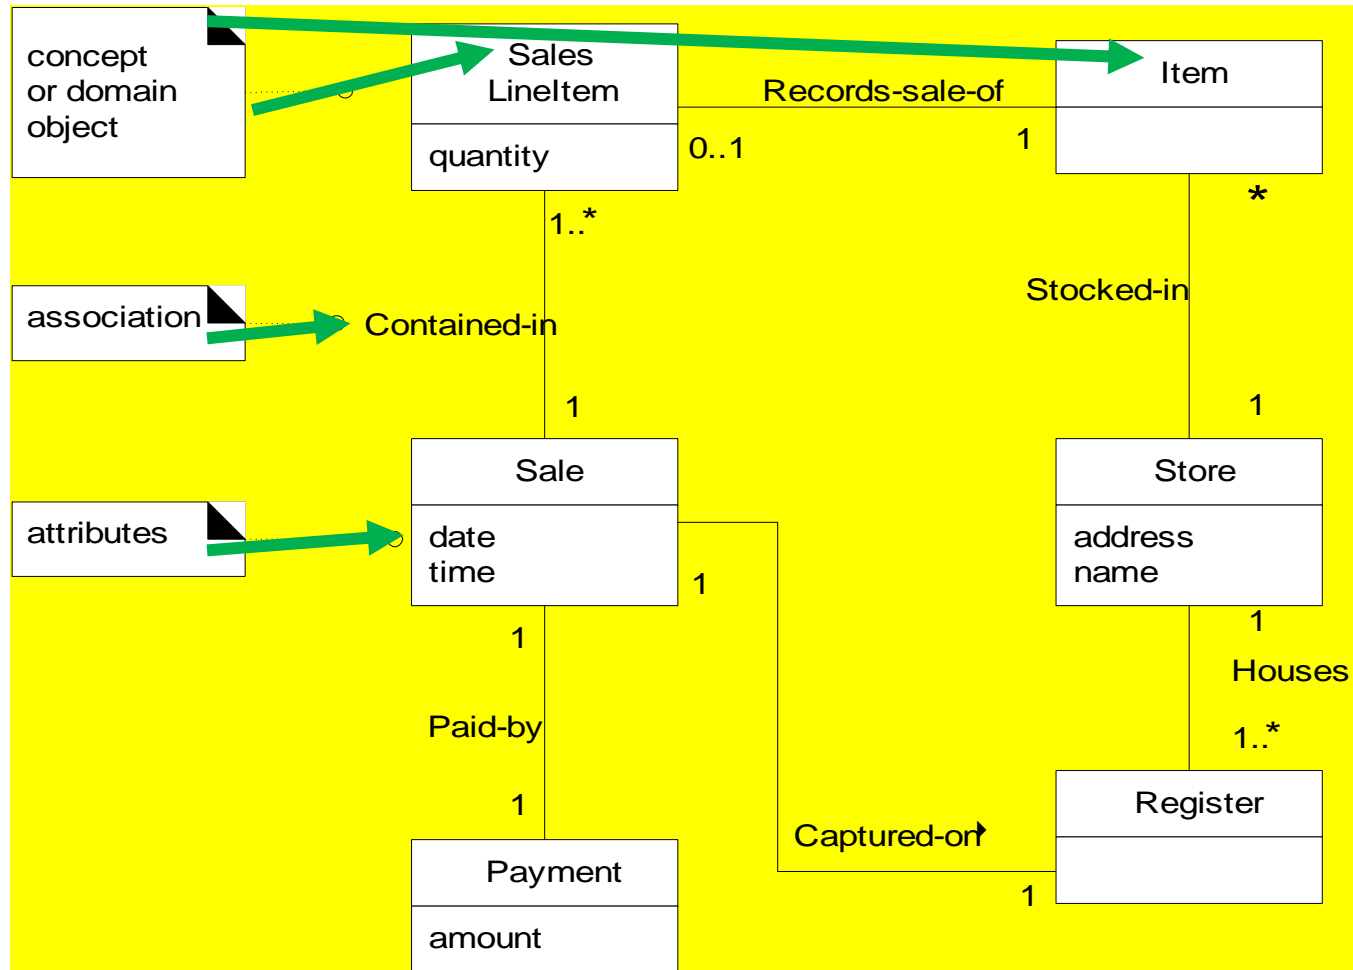 concept
or domain
object
Sales
LineItem
quantity
Records-sale-of
0..1
1
Item
*
1..*
Stocked-in
association
Contained-in
1
1
Sale
date
time
Store
address
name
attributes
1
1
1
Houses
Paid-by
1..*
1
Register
Captured-on
1
Payment
amount